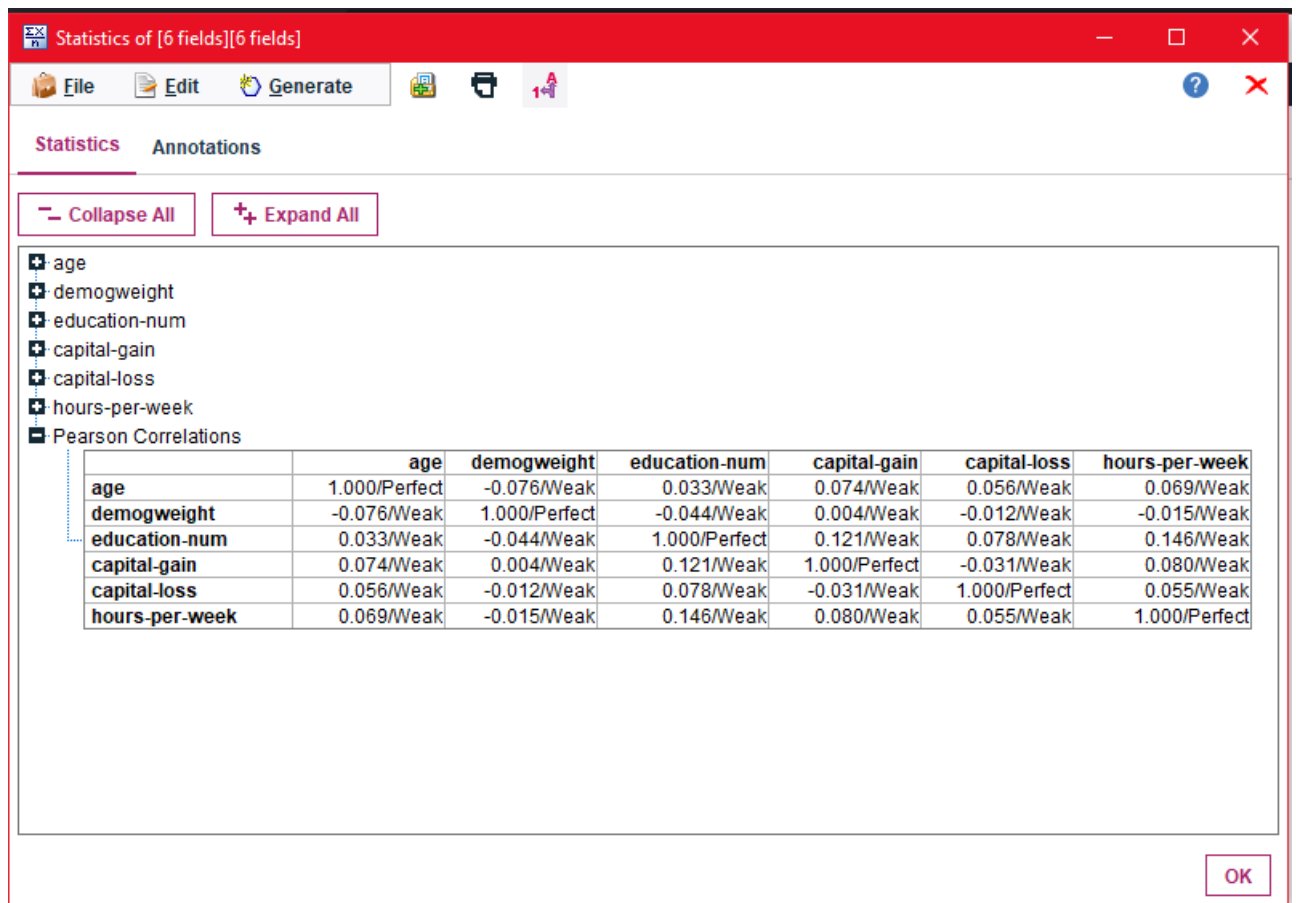 Statistics of [6 fields][6 fields]
File Edit Generate
Statistics Annotations
Collapse All Expand All
age
demogweight
education-num
capital-gain
capital-loss
hours-per-week
Pearson Correlations
age demogweight education-num capital-gain capital-loss hours-per-week
age 1.000/Perfect -0.076/Weak 0.033/Weak 0.074/Weak 0.056/Weak 0.069/Weak
demogweight -0.076/Weak 1.000/Perfect -0.044/Weak 0.004/Weak -0.012/Weak -0.015/Weak
education-num 0.033/Weak -0.044/Weak 1.000/Perfect 0.121/Weak 0.078/Weak 0.146/Weak
capital-gain 0.074/Weak 0.004/Weak 0.121/Weak 1.000/Perfect -0.031/Weak 0.080/Weak
capital-loss 0.056/Weak -0.012/Weak 0.078/Weak -0.031/Weak 1.000/Perfect 0.055/Weak
hours-per-week 0.069/Weak -0.015/Weak 0.146/Weak 0.080/Weak 0.055/Weak 1.000/Perfect
OK